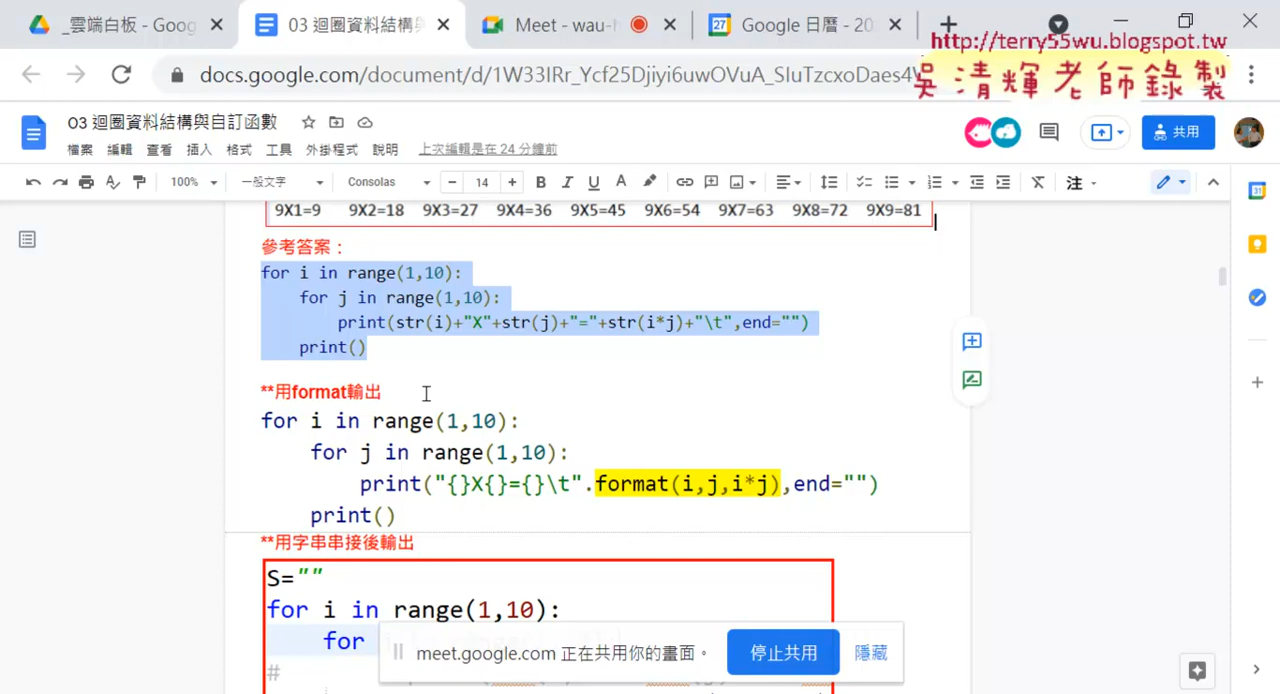 _雲端白板 - Goog
03 迴圈資料結構與
Meet - wau-h
27
Google 日曆 - 20
http://terry55wu.blogspot.tw
docs.google.com/document/d/1W33IRr_Ycf25Djiyi6uwOVuA_SIuTzcxoDaes4
吳清輝老師錄製
03 迴圈資料結構與自訂函數
共用
檔案 編輯 查看 插入 格式 工具 外掛程式 說明 上次編輯是在 24 分鐘前
100% 一般文字 Consolas − 14 + B I U A 注
9X1=9 9X2=18 9X3=27 9X4=36 9X5=45 9X6=54 9X7=63 9X8=72 9X9=81
參考答案：
for i in range(1,10):
    for j in range(1,10):
        print(str(i)+"X"+str(j)+"="+str(i*j)+"\t",end="")
    print()
**用format輸出
for i in range(1,10):
    for j in range(1,10):
        print("{}X{}={}\t".format(i,j,i*j),end="")
    print()
**用字串串接後輸出
S=""
for i in range(1,10):
    for
#
meet.google.com 正在共用你的畫面。
停止共用
隱藏